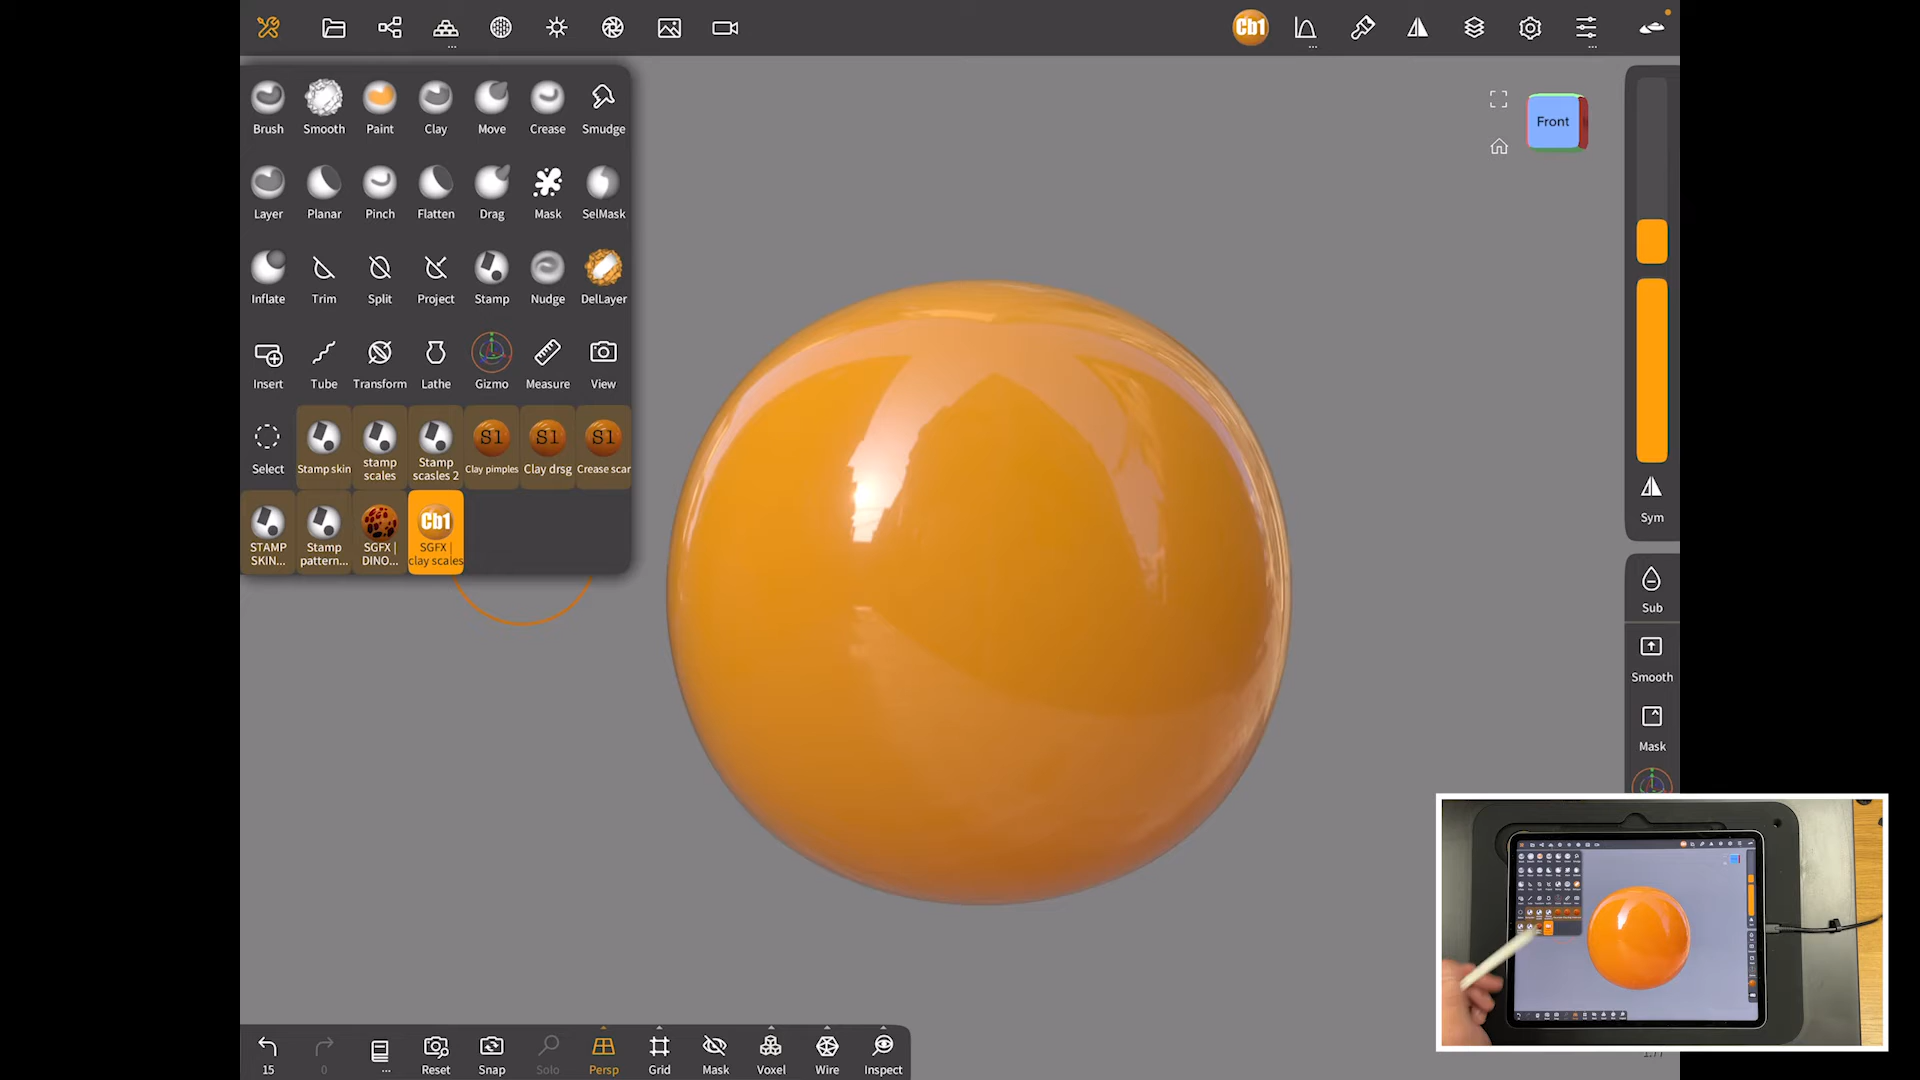 Cb1
Front
Brush Smooth Paint Clay Move Crease Smudge
Layer Planar Pinch Flatten Drag Mask SelMask
Inflate Trim Split Project Stamp Nudge DelLayer
Insert Tube Transform Lathe Gizmo Measure View
S1 S1 S1
Select Stamp skin stamp scales Stamp scasles 2 Clay pimples Clay drsg Crease scar
Cb1
STAMP SKIN... Stamp pattern... SGFX | DINO... SGFX | clay scales
Sym
Sub
Smooth
Mask
15 0 ... Reset Snap Solo Persp Grid Mask Voxel Wire Inspect